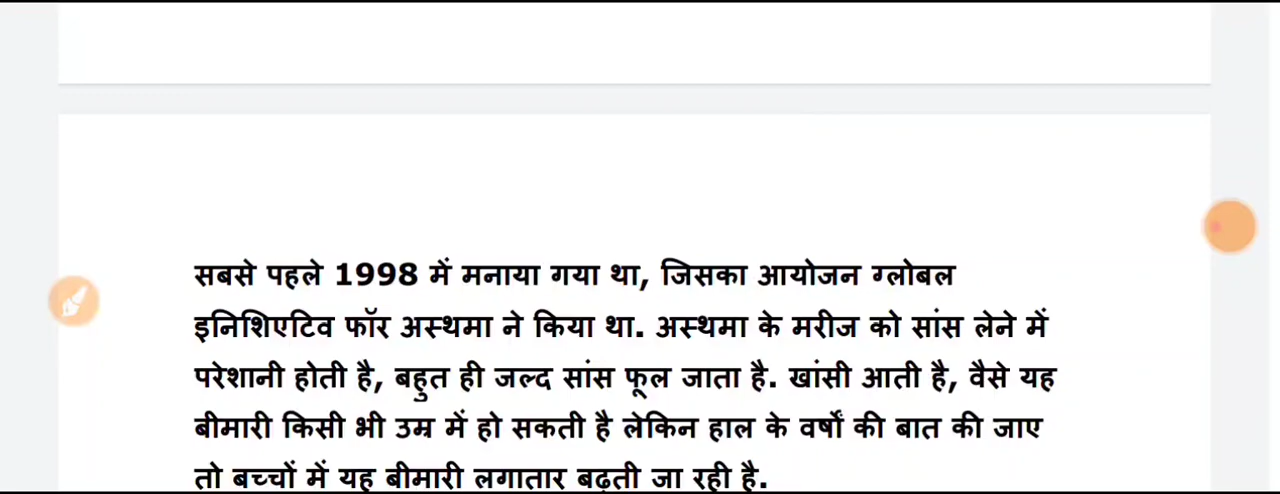 सबसे पहले 1998 में मनाया गया था, जिसका आयोजन ग्लोबल
इनिशिएटिव फॉर अस्थमा ने किया था. अस्थमा के मरीज को सांस लेने में
परेशानी होती है, बहुत ही जल्द सांस फूल जाता है. खांसी आती है, वैसे यह
बीमारी किसी भी उम्र में हो सकती है लेकिन हाल के वर्षों की बात की जाए
तो बच्चों में यह बीमारी लगातार बढ़ती जा रही है.